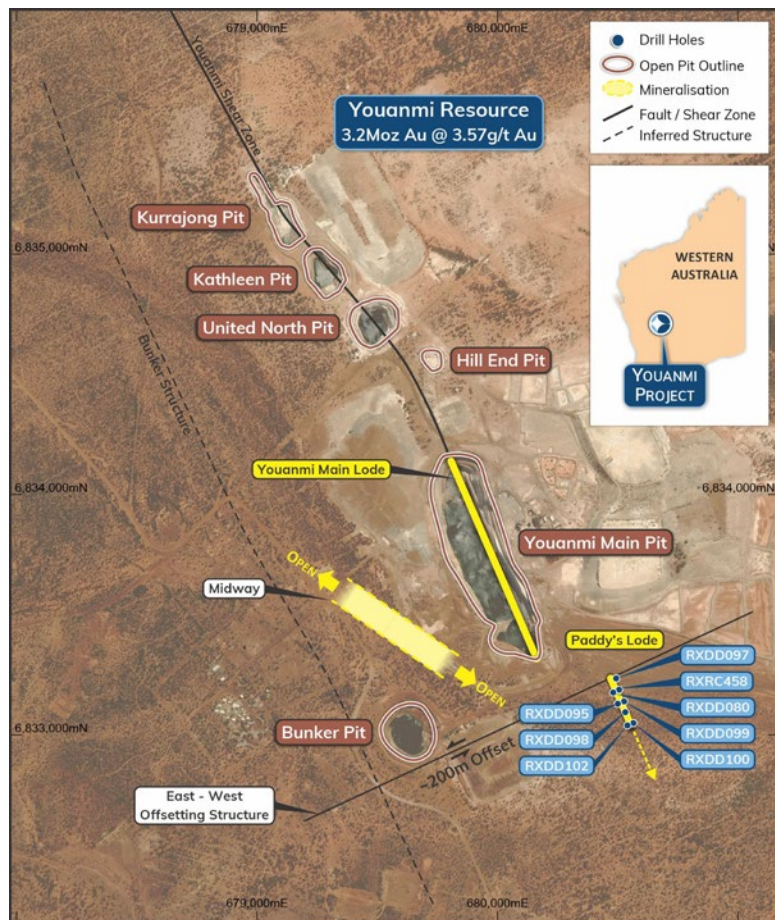 679,000mE
680,000mE
Drill Holes
Open Pit Outline
Mineralisation
Fault / Shear Zone
Inferred Structure
Youanmi Shear Zone
Youanmi Resource
3.2Moz Au @ 3.57g/t Au
Kurrajong Pit
6,835,000mN
WESTERN
AUSTRALIA
Kathleen Pit
United North Pit
Hill End Pit
YOUANMI
PROJECT
Bunker Structure
Youanmi Main Lode
6,834,000mN
6,834,000mN
Youanmi Main Pit
OPEN
Midway
Paddy's Lode
RXDD097
RXRC458
OPEN
RXDD095
RXDD080
Bunker Pit
RXDD098
RXDD099
6,833,000mN
~200m Offset
RXDD102
RXDD100
East - West
Offsetting Structure
679,000mE
680,000mE